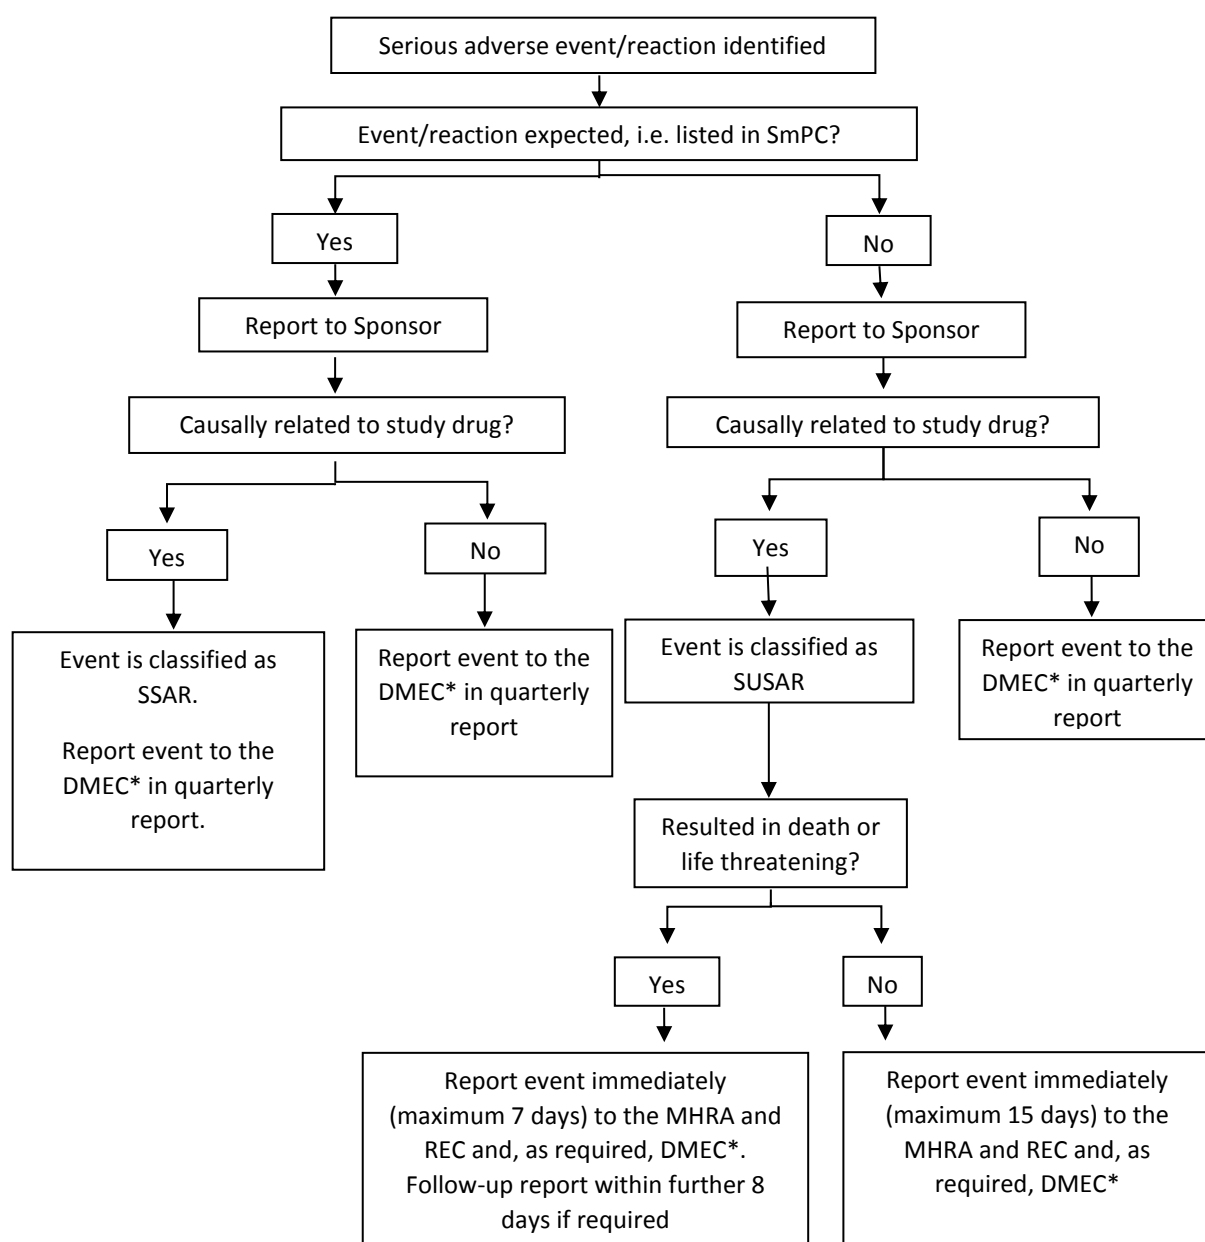 Serious adverse event/reaction identified
Event/reaction expected, i.e. listed in SmPC?
Yes
No
Report to Sponsor
Report to Sponsor
Causally related to study drug?
Causally related to study drug?
Yes
No
Yes
No
Event is classified as
SSAR.
Report event to the
DMEC* in quarterly
report.
Report event to the
DMEC* in quarterly
report
Event is classified as
SUSAR
Report event to the
DMEC* in quarterly
report
Resulted in death or
life threatening?
Yes
No
Report event immediately
(maximum 7 days) to the MHRA and
REC and, as required, DMEC*.
Follow-up report within further 8
days if required
Report event immediately
(maximum 15 days) to the
MHRA and REC and, as
required, DMEC*